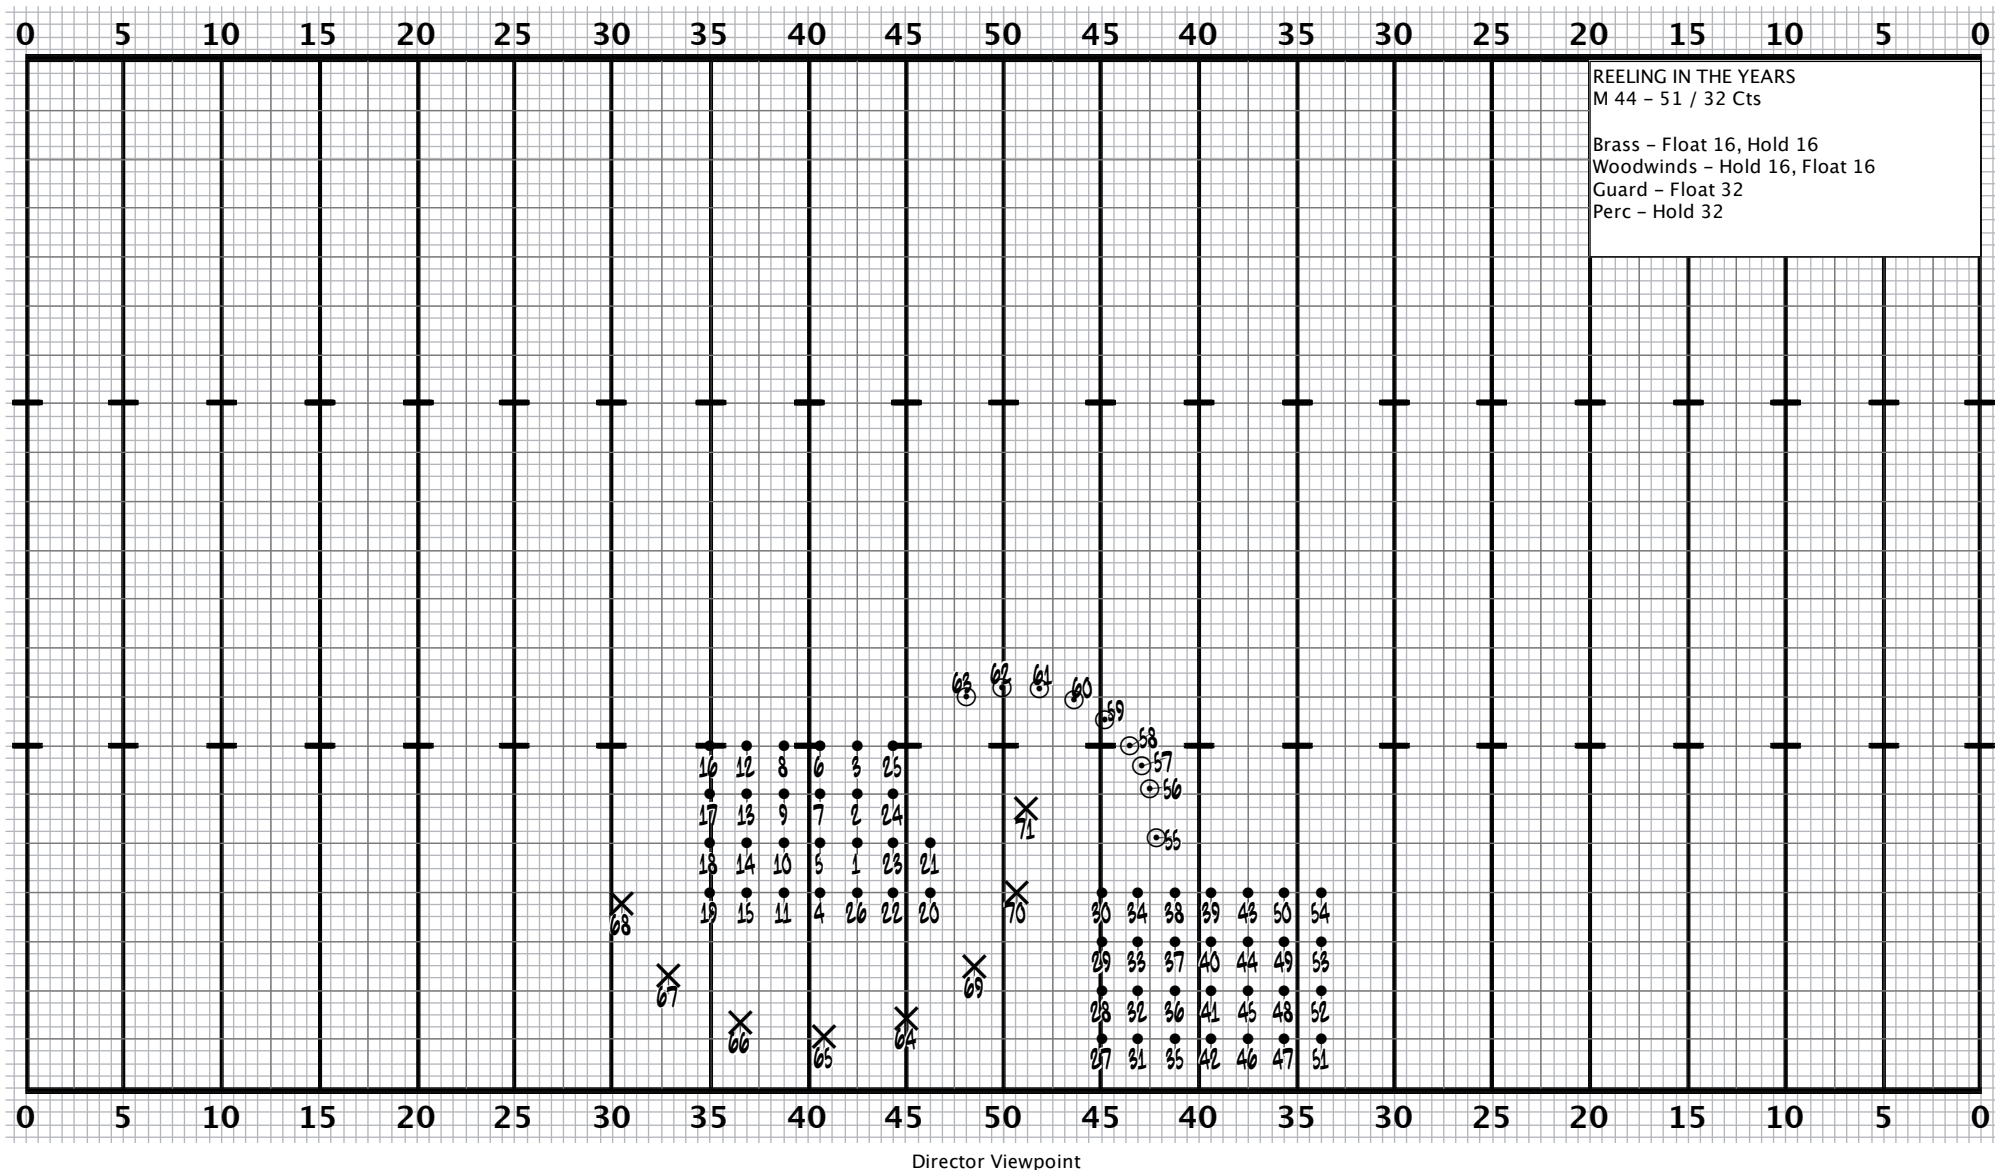 0 5 10 15 20 25 30 35 40 45 50 45 40 35 30 25 20 15 10 5 0
REELING IN THE YEARS
M 44 – 51 / 32 Cts
Brass – Float 16, Hold 16
Woodwinds – Hold 16, Float 16
Guard – Float 32
Perc – Hold 32
63 62 61 60
59
58
57
56
55
16 12 8 6 3 25
17 13 9 7 2 24
71
18 14 10 5 1 23 21
68
19 15 11 4 26 22 20 70 30 34 38 39 43 50 54
29 33 37 40 44 49 53
67 69
28 32 36 41 45 48 52
66 65 64
27 31 35 42 46 47 51
0 5 10 15 20 25 30 35 40 45 50 45 40 35 30 25 20 15 10 5 0
Director Viewpoint